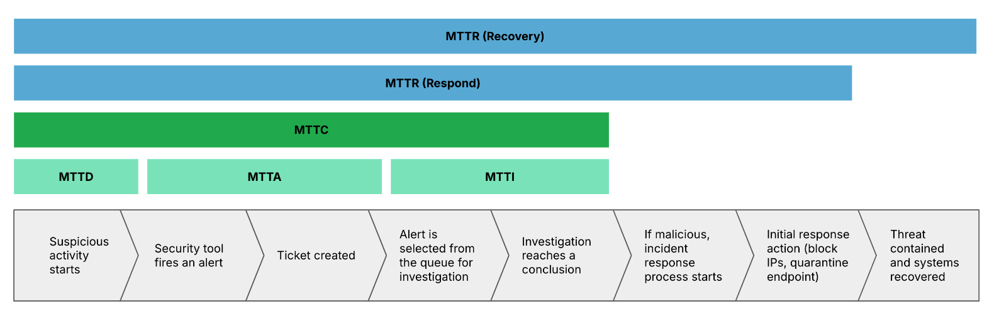 MTTR (Recovery)
MTTR (Respond)
MTTC
MTTD
MTTA
MTTI
Suspicious
activity
starts
Security tool
fires an alert
Ticket created
Alert is
selected from
the queue for
investigation
Investigation
reaches a
conclusion
If malicious,
incident
response
process starts
Initial response
action (block
IPs, quarantine
endpoint)
Threat
contained
and systems
recovered